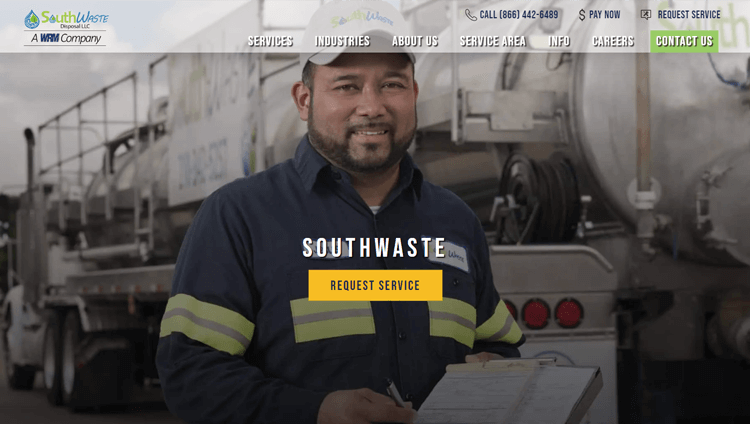 SouthWaste
Disposal LLC
A WRM Company
CALL (866) 442-6489
PAY NOW
REQUEST SERVICE
SERVICES
INDUSTRIES
ABOUT US
SERVICE AREA
INFO
CAREERS
CONTACT US
SOUTHWASTE
REQUEST SERVICE